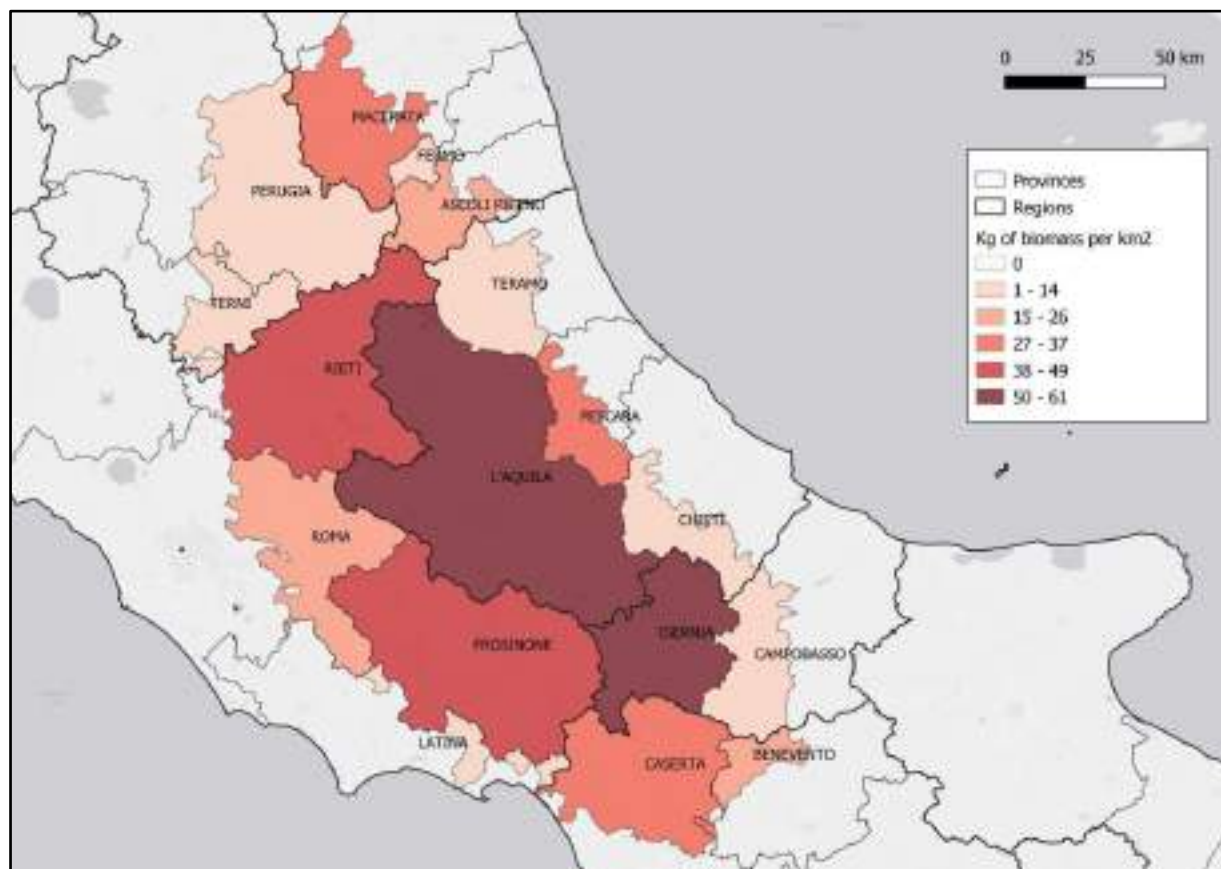 0 25 50 km
MACERATA
FERMO
PERUGIA
ASCOLI PICENO
TERAMO
TERNI
RIETI
PESCARA
L'AQUILA
CHIETI
ROMA
ISERNIA
FROSINONE
CAMPOBASSO
LATINA
CASERTA
BENEVENTO
Provinces
Regions
Kg of biomass per km2
0
1 - 14
15 - 26
27 - 37
38 - 49
50 - 61